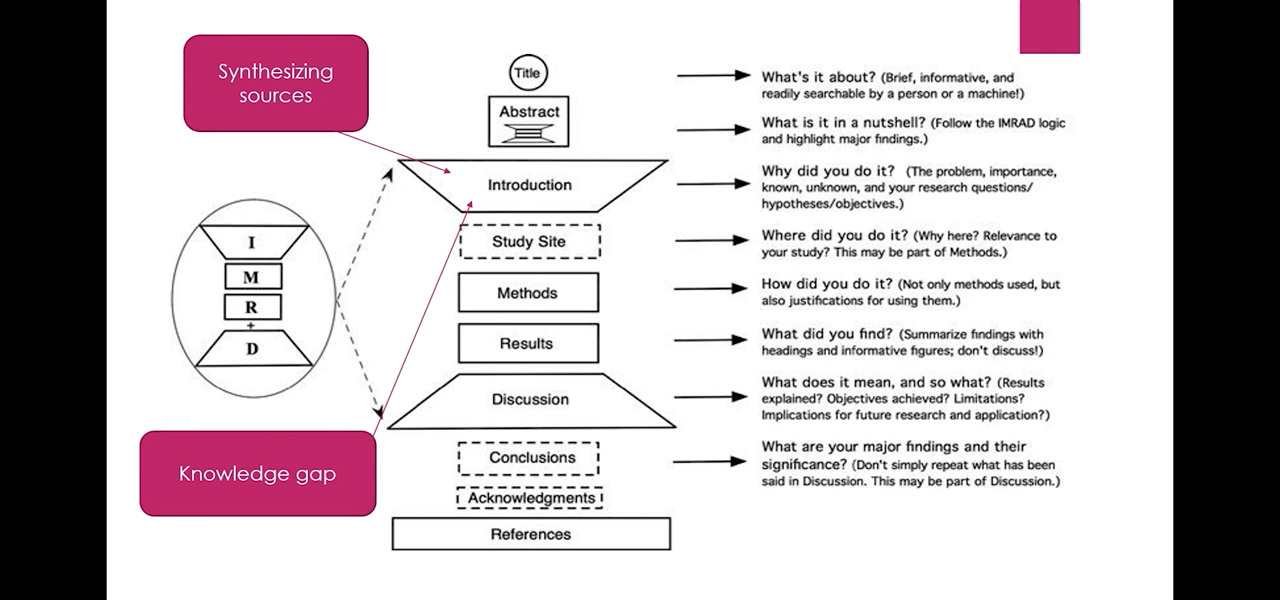 Synthesizing
sources
Title
What's it about? (Brief, informative, and
readily searchable by a person or a machine!)
Abstract
What is it in a nutshell? (Follow the IMRAD logic
and highlight major findings.)
Introduction
Why did you do it? (The problem, importance,
known, unknown, and your research questions/
hypotheses/objectives.)
Study Site
Where did you do it? (Why here? Relevance to
your study? This may be part of Methods.)
I
M
R
+
D
Methods
How did you do it? (Not only methods used, but
also justifications for using them.)
Results
What did you find? (Summarize findings with
headings and informative figures; don't discuss!)
Discussion
What does it mean, and so what? (Results
explained? Objectives achieved? Limitations?
Implications for future research and application?)
Knowledge gap
Conclusions
What are your major findings and their
significance? (Don't simply repeat what has been
said in Discussion. This may be part of Discussion.)
Acknowledgments
References